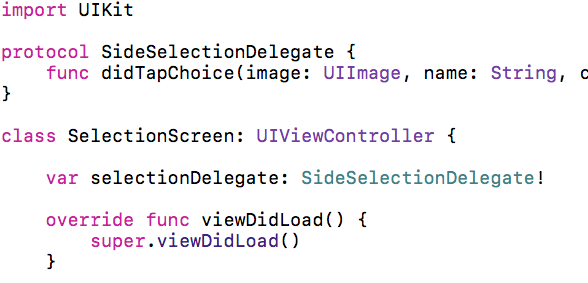 import UIKit
protocol SideSelectionDelegate {
func didTapChoice(image: UIImage, name: String, c
}
class SelectionScreen: UIViewController {
var selectionDelegate: SideSelectionDelegate!
override func viewDidLoad() {
super.viewDidLoad()
}